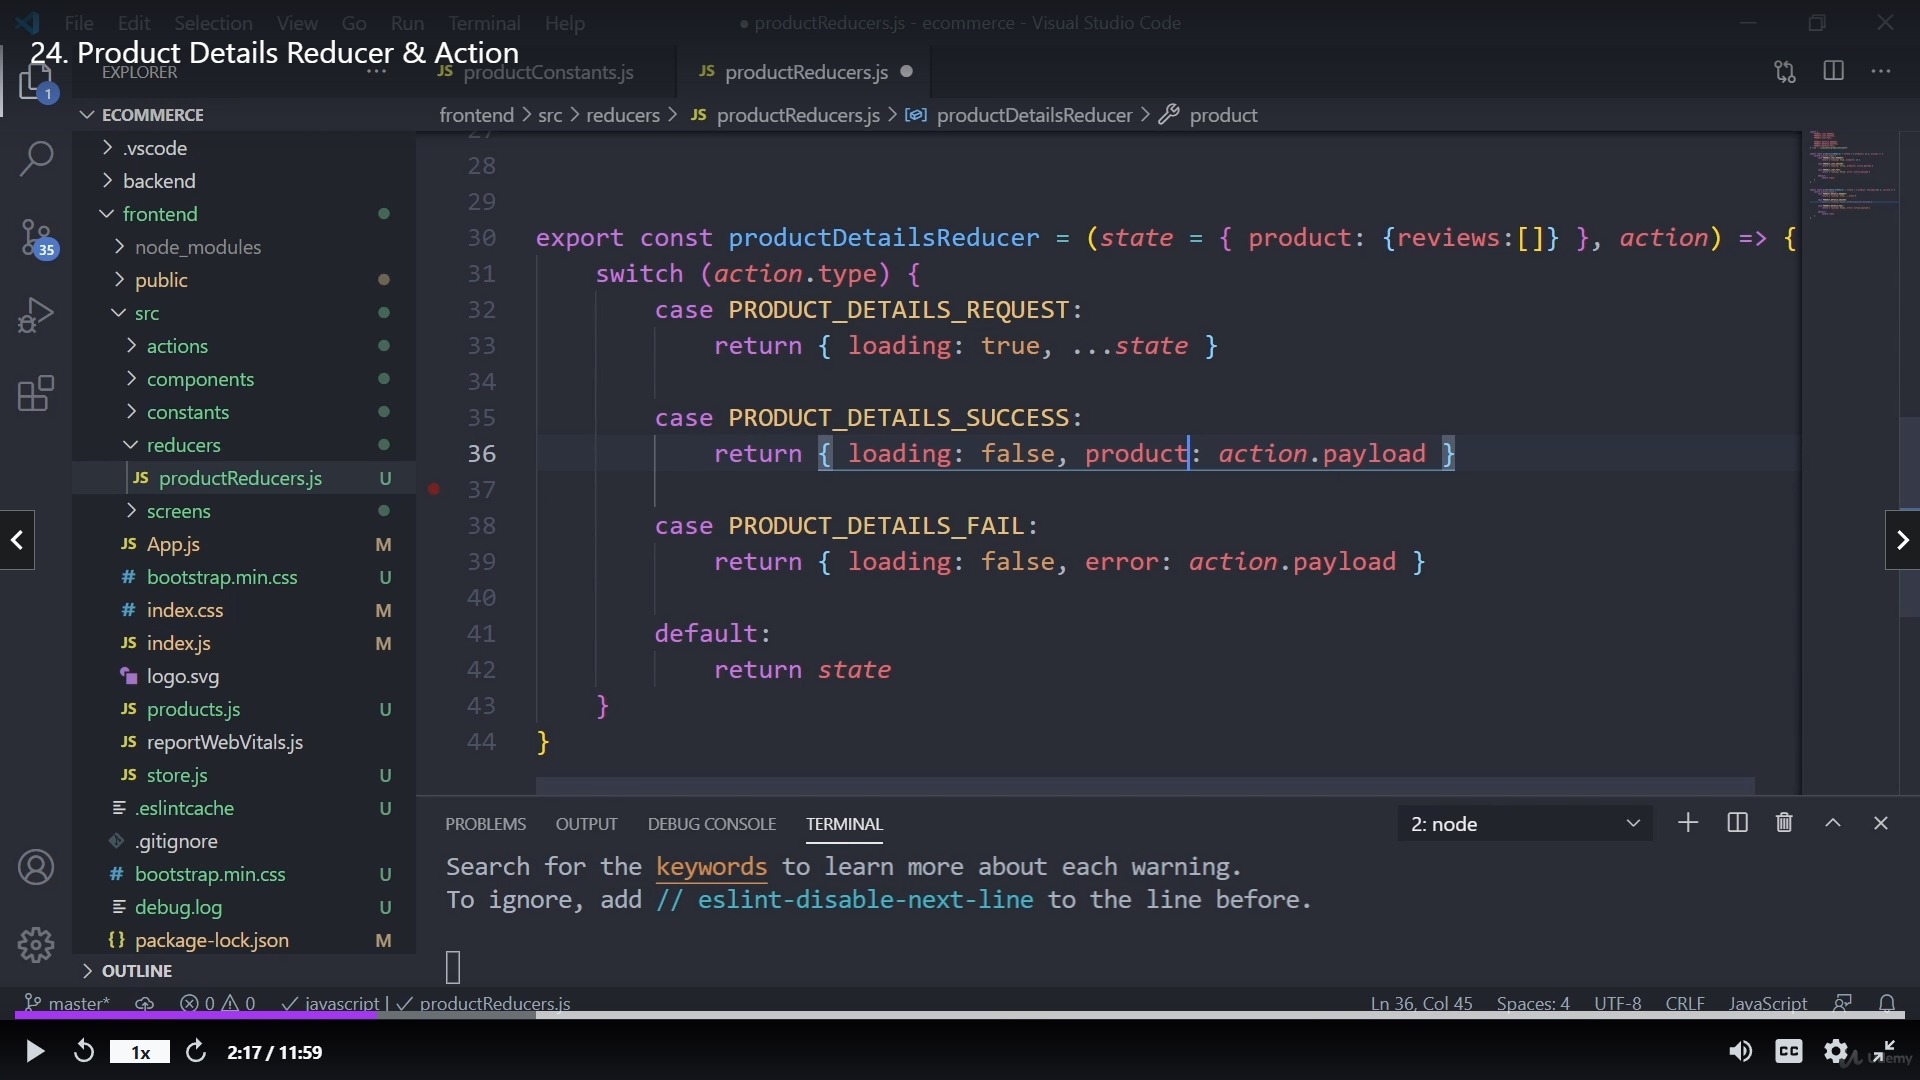 File Edit Selection View Go Run Terminal Help
● productReducers.js - ecommerce - Visual Studio Code
24. Product Details Reducer & Action
EXPLORER
JS productConstants.js
JS productReducers.js
1
ECOMMERCE
frontend > src > reducers > JS productReducers.js > productDetailsReducer > product
.vscode
backend
frontend
node_modules
public
src
actions
components
constants
reducers
JS productReducers.js U
screens
JS App.js M
# bootstrap.min.css U
# index.css M
JS index.js M
logo.svg
JS products.js U
JS reportWebVitals.js
JS store.js U
.eslintcache U
.gitignore
# bootstrap.min.css U
debug.log U
{} package-lock.json M
OUTLINE
35
27
28
29
30 export const productDetailsReducer = (state = { product: {reviews:[]} }, action) => {
31 switch (action.type) {
32 case PRODUCT_DETAILS_REQUEST:
33 return { loading: true, ...state }
34
35 case PRODUCT_DETAILS_SUCCESS:
36 return { loading: false, product: action.payload }
37
38 case PRODUCT_DETAILS_FAIL:
39 return { loading: false, error: action.payload }
40
41 default:
42 return state
43 }
44 }
PROBLEMS OUTPUT DEBUG CONSOLE TERMINAL
2: node
Search for the keywords to learn more about each warning.
To ignore, add // eslint-disable-next-line to the line before.
master* 0 0 javascript | productReducers.js
Ln 36, Col 45 Spaces: 4 UTF-8 CRLF JavaScript
1x 2:17 / 11:59
CC
Udemy